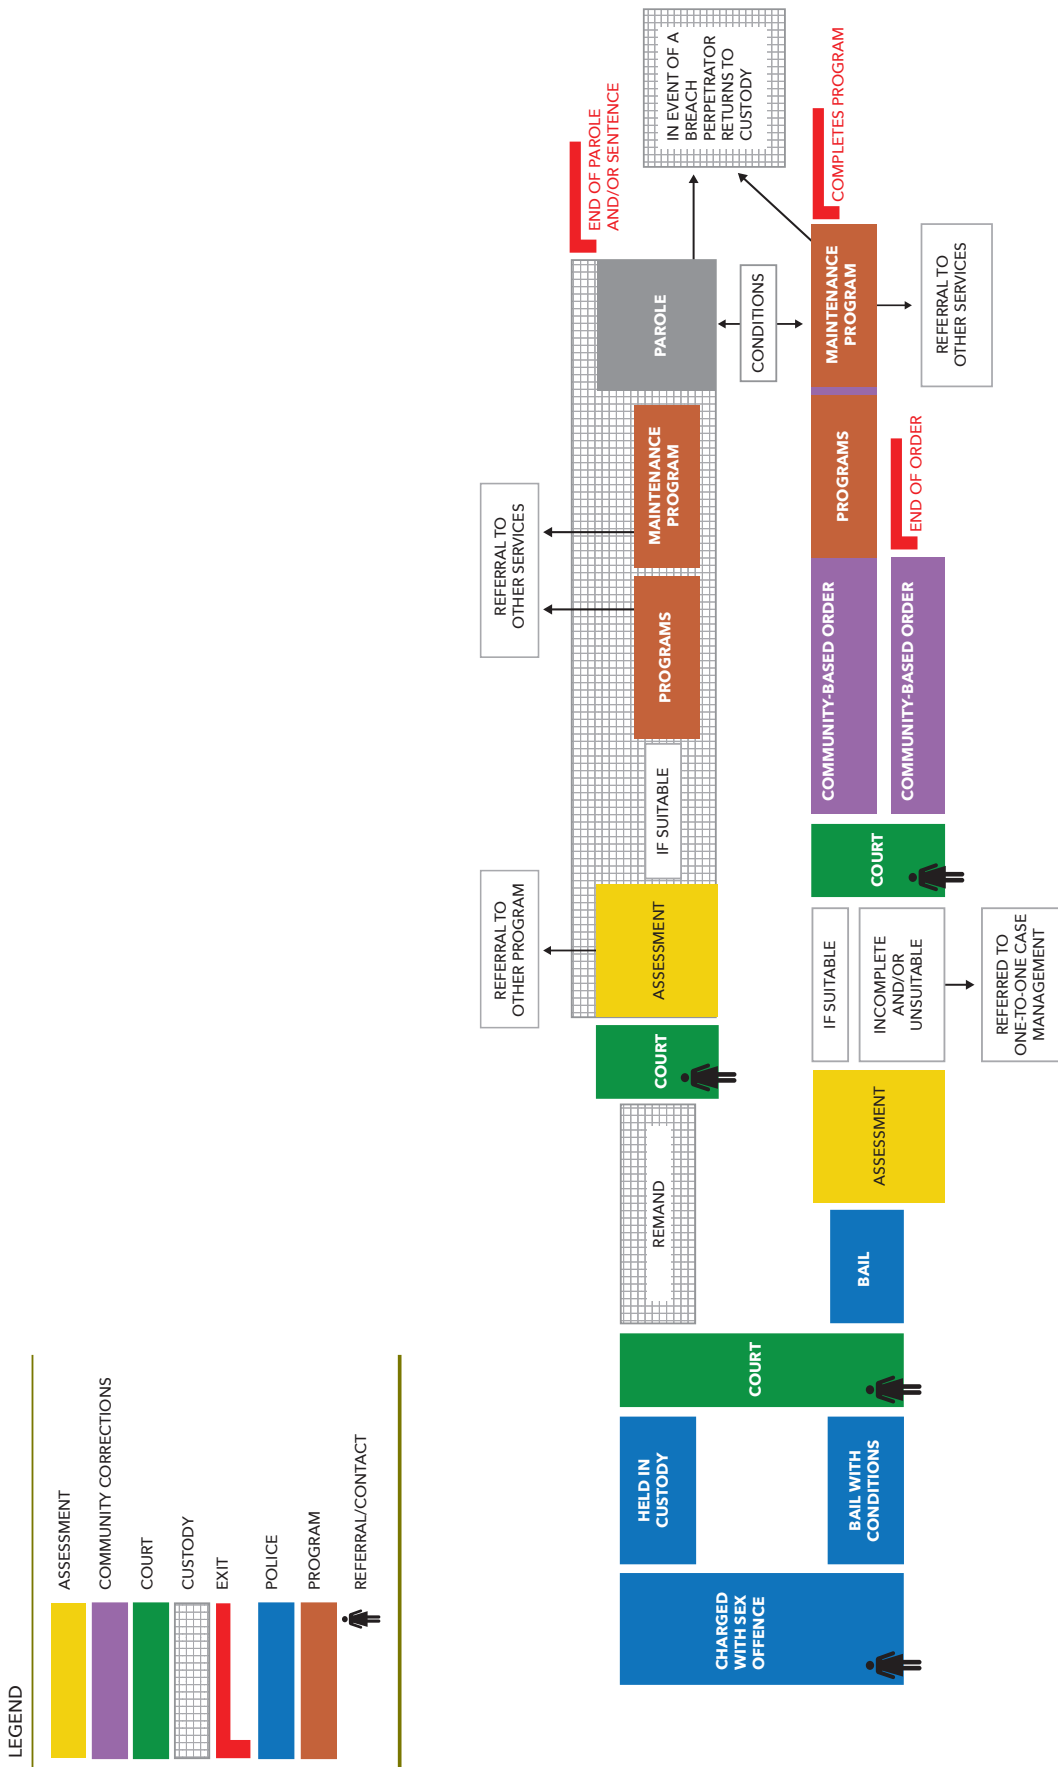 LEGEND
ASSESSMENT
COMMUNITY CORRECTIONS
COURT
CUSTODY
EXIT
POLICE
PROGRAM
REFERRAL/CONTACT
CHARGED
WITH SEX
OFFENCE
HELD IN
CUSTODY
BAIL WITH
CONDITIONS
COURT
REMAND
BAIL
COURT
ASSESSMENT
REFERRAL TO
OTHER PROGRAM
ASSESSMENT
IF SUITABLE
INCOMPLETE
AND/OR
UNSUITABLE
REFERRED TO
ONE-TO-ONE CASE
MANAGEMENT
COURT
IF SUITABLE
PROGRAMS
MAINTENANCE
PROGRAM
REFERRAL TO
OTHER SERVICES
PAROLE
END OF PAROLE
AND/OR SENTENCE
IN EVENT OF A
BREACH
PERPETRATOR
RETURNS TO
CUSTODY
CONDITIONS
COMMUNITY-BASED ORDER
PROGRAMS
MAINTENANCE
PROGRAM
COMPLETES PROGRAM
REFERRAL TO
OTHER SERVICES
COMMUNITY-BASED ORDER
END OF ORDER